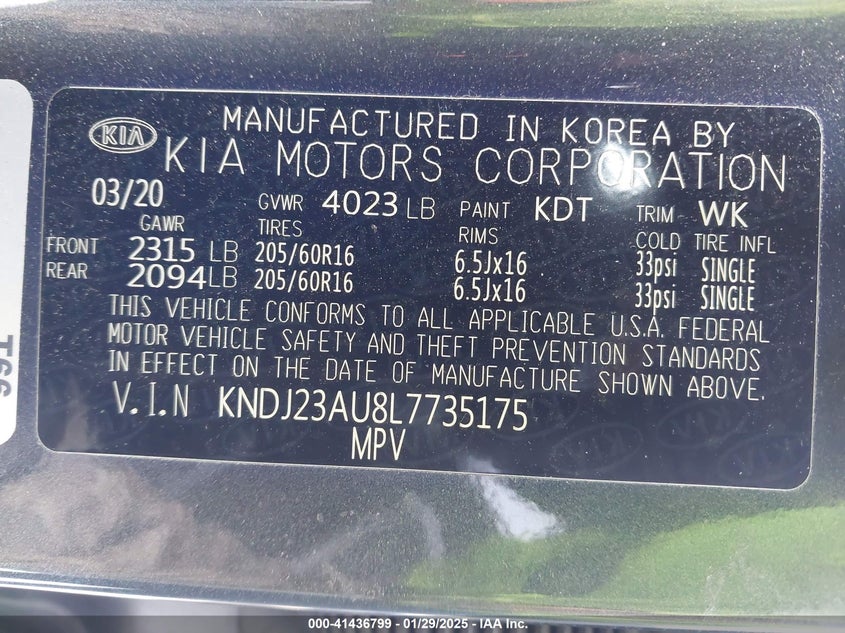 KIA
MANUFACTURED IN KOREA BY
KIA MOTORS CORPORATION
03/20 GVWR 4023 LB PAINT KDT TRIM WK
GAWR TIRES RIMS COLD TIRE INFL
FRONT 2315 LB 205/60R16 6.5Jx16 33psi SINGLE
REAR 2094 LB 205/60R16 6.5Jx16 33psi SINGLE
THIS VEHICLE CONFORMS TO ALL APPLICABLE U.S.A. FEDERAL
MOTOR VEHICLE SAFETY AND THEFT PREVENTION STANDARDS
IN EFFECT ON THE DATE OF MANUFACTURE SHOWN ABOVE.
V.I.N KNDJ23AU8L7735175
MPV
000-41436799 — 01/29/2025 — IAA Inc.